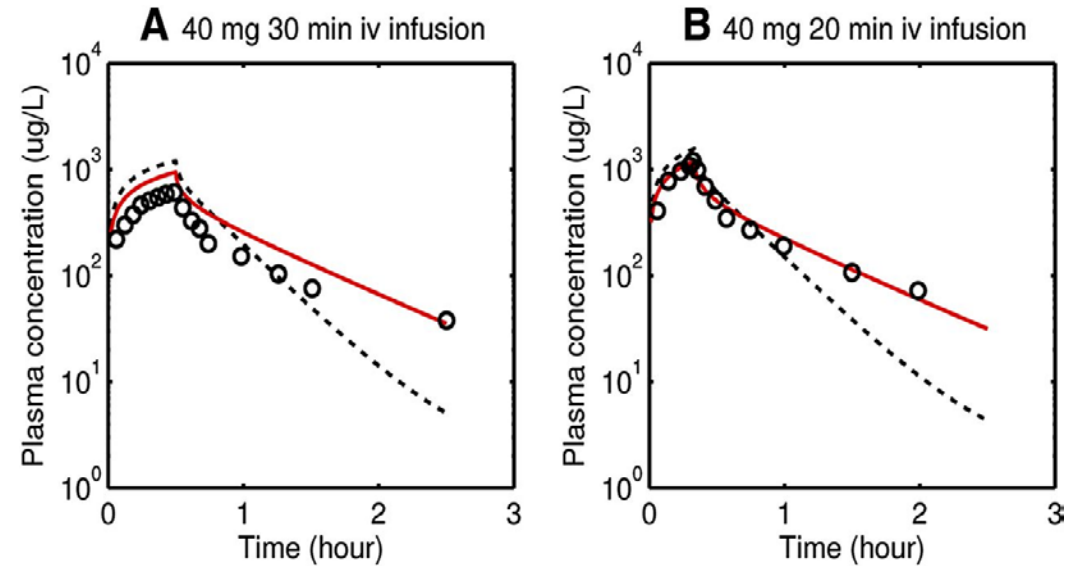 A 40 mg 30 min iv infusion
Plasma concentration (ug/L)
10^4
10^3
10^2
10^1
10^0
0 1 2 3
Time (hour)
B 40 mg 20 min iv infusion
Plasma concentration (ug/L)
10^4
10^3
10^2
10^1
10^0
0 1 2 3
Time (hour)